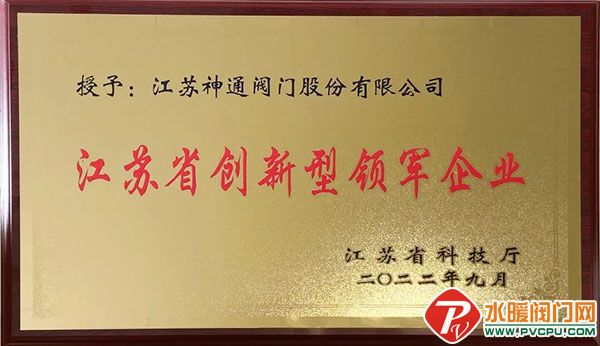 授予：江苏神通阀门股份有限公司
江苏省创新型领军企业
江苏省科技厅
二〇二二年九月
PV 水暖阀门网
WWW.PVCPU.COM